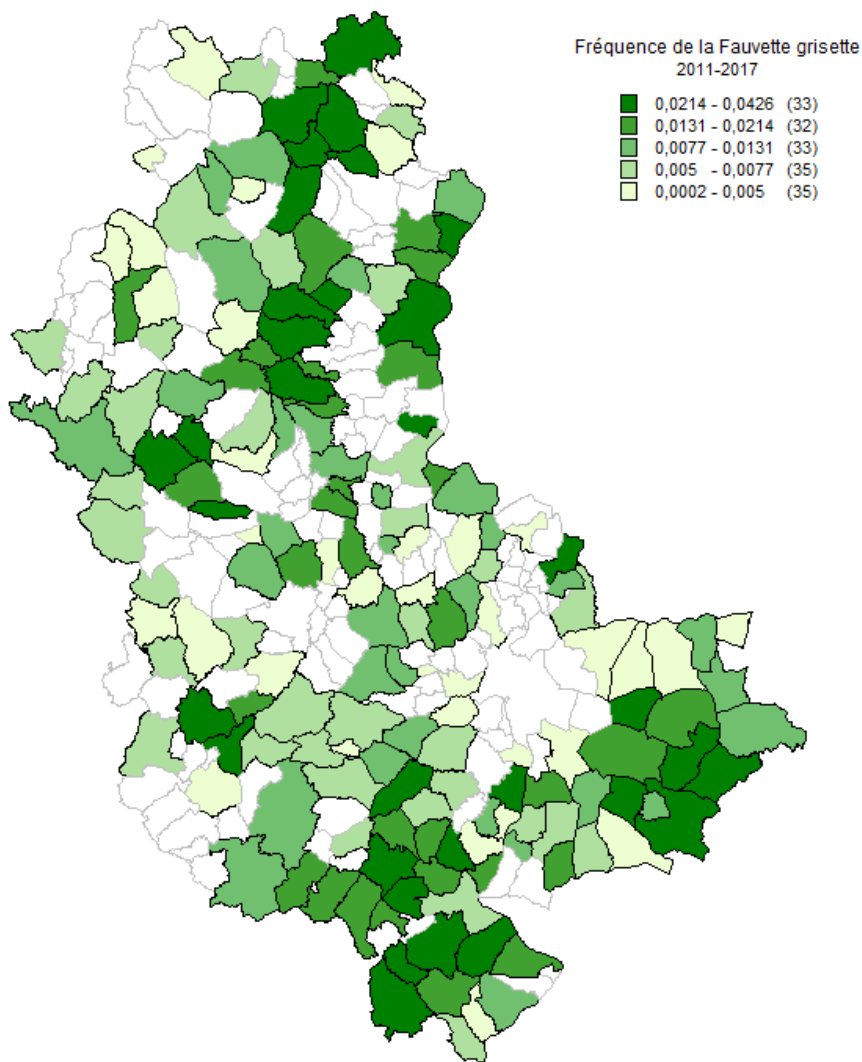 Fréquence de la Fauvette grisette
2011-2017
0,0214 - 0,0426 (33)
0,0131 - 0,0214 (32)
0,0077 - 0,0131 (33)
0,005 - 0,0077 (35)
0,0002 - 0,005 (35)